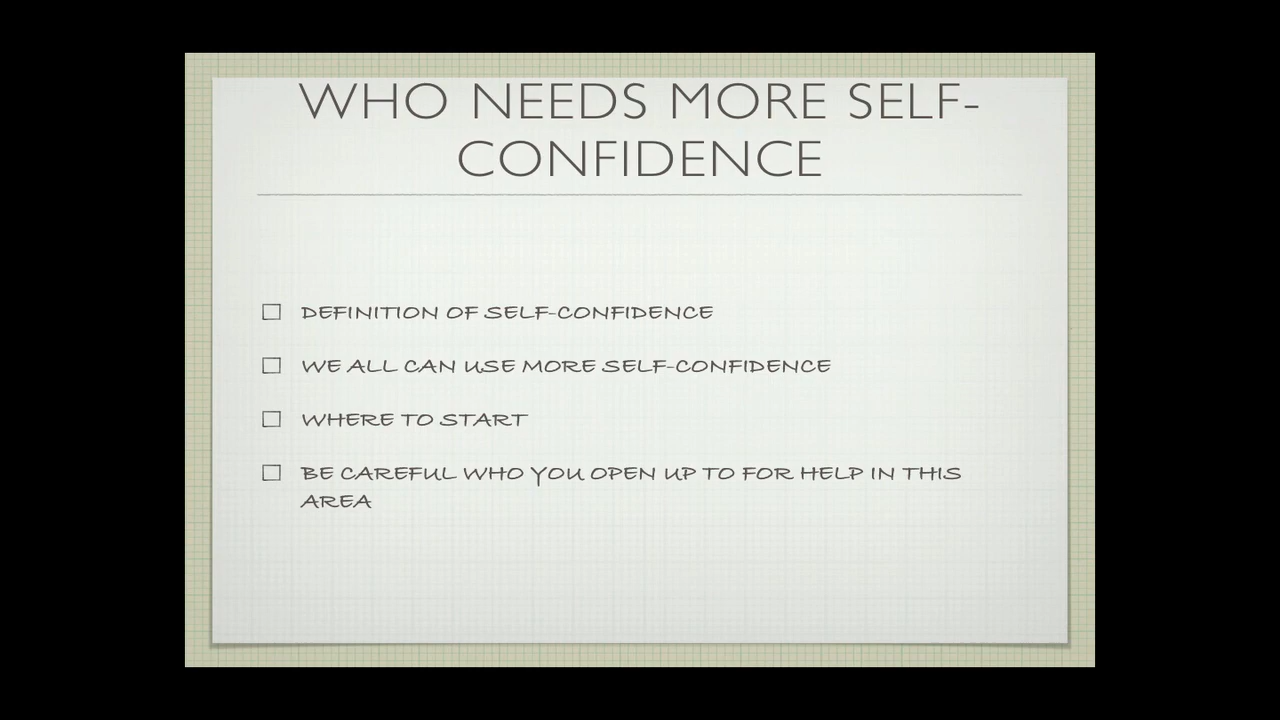 WHO NEEDS MORE SELF-
CONFIDENCE
DEFINITION OF SELF-CONFIDENCE
WE ALL CAN USE MORE SELF-CONFIDENCE
WHERE TO START
BE CAREFUL WHO YOU OPEN UP TO FOR HELP IN THIS
AREA